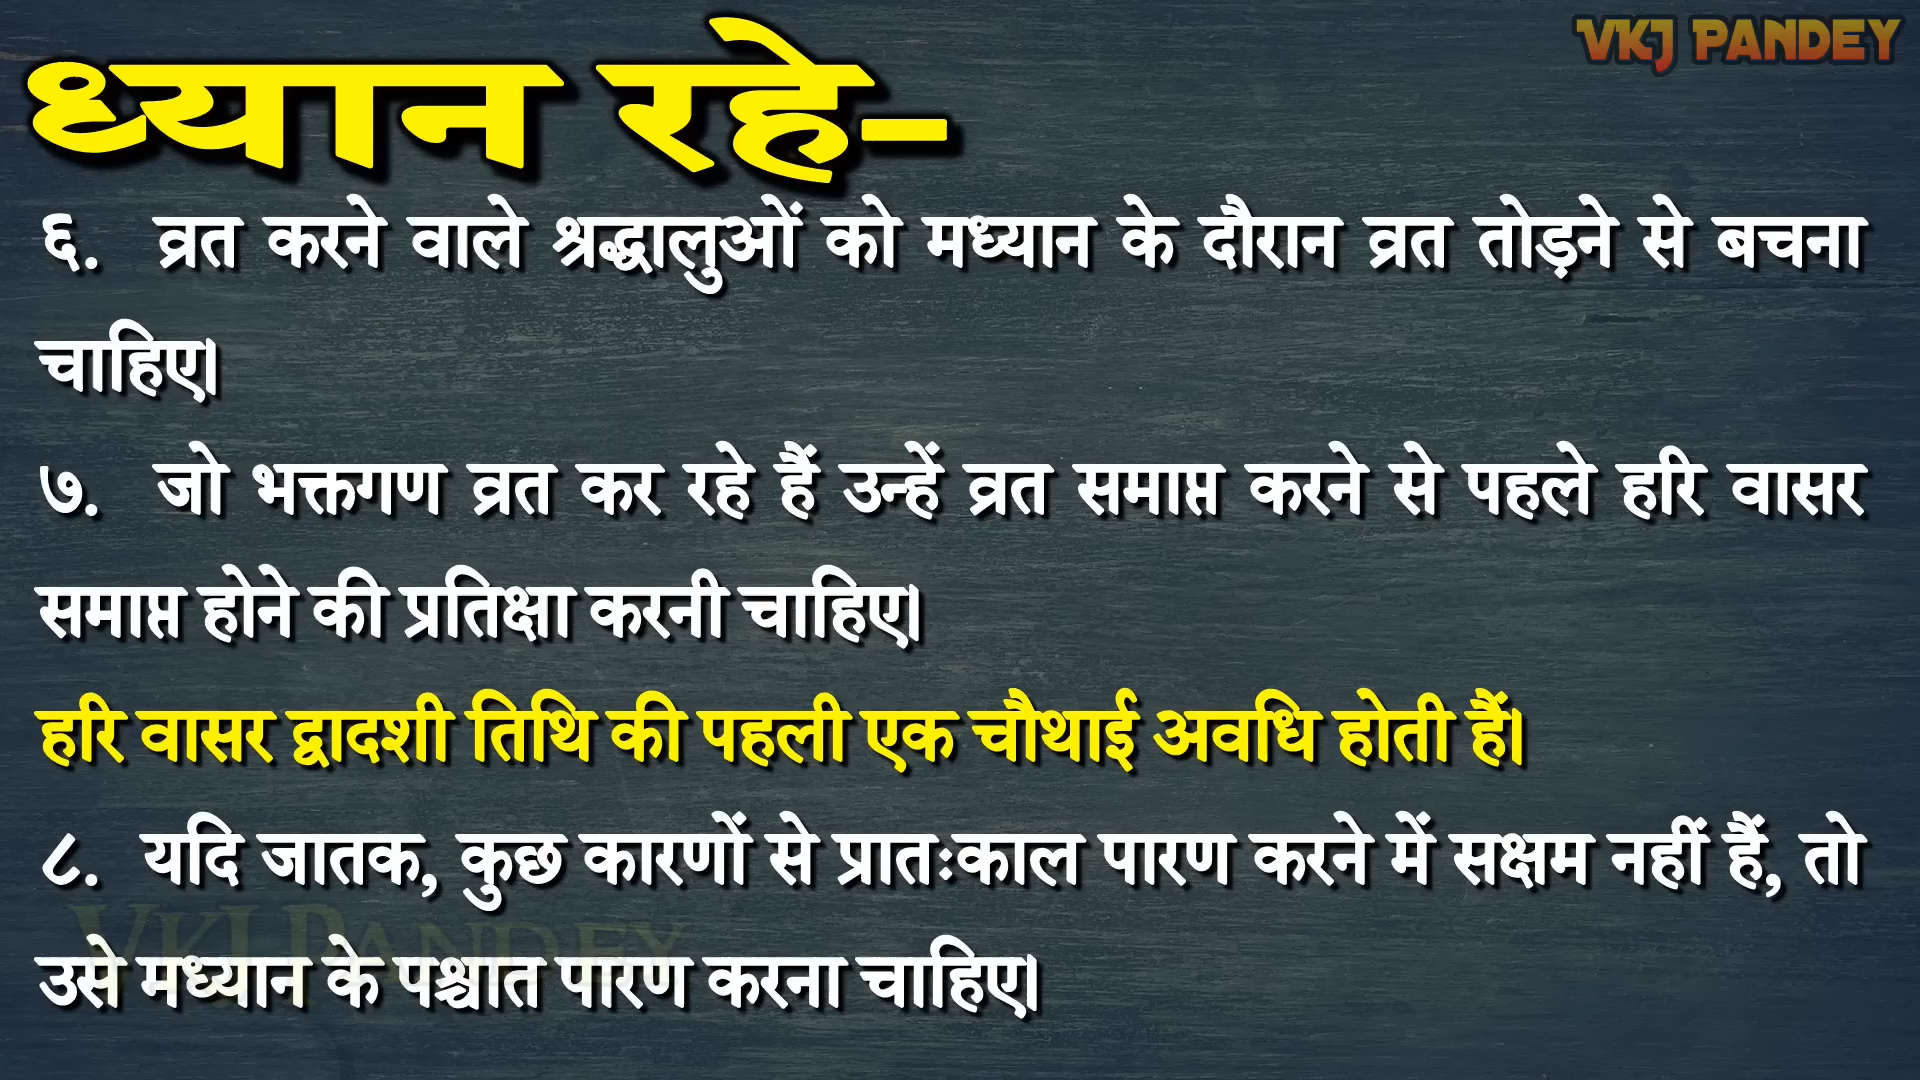 VKJ PANDEY
ध्यान रहे-
६. व्रत करने वाले श्रद्धालुओं को मध्यान के दौरान व्रत तोड़ने से बचना
चाहिए।
७. जो भक्तगण व्रत कर रहे हैं उन्हें व्रत समाप्त करने से पहले हरि वासर
समाप्त होने की प्रतिक्षा करनी चाहिए।
हरि वासर द्वादशी तिथि की पहली एक चौथाई अवधि होती हैं।
८. यदि जातक, कुछ कारणों से प्रातःकाल पारण करने में सक्षम नहीं हैं, तो
VKJ PANDEY
उसे मध्यान के पश्चात पारण करना चाहिए।